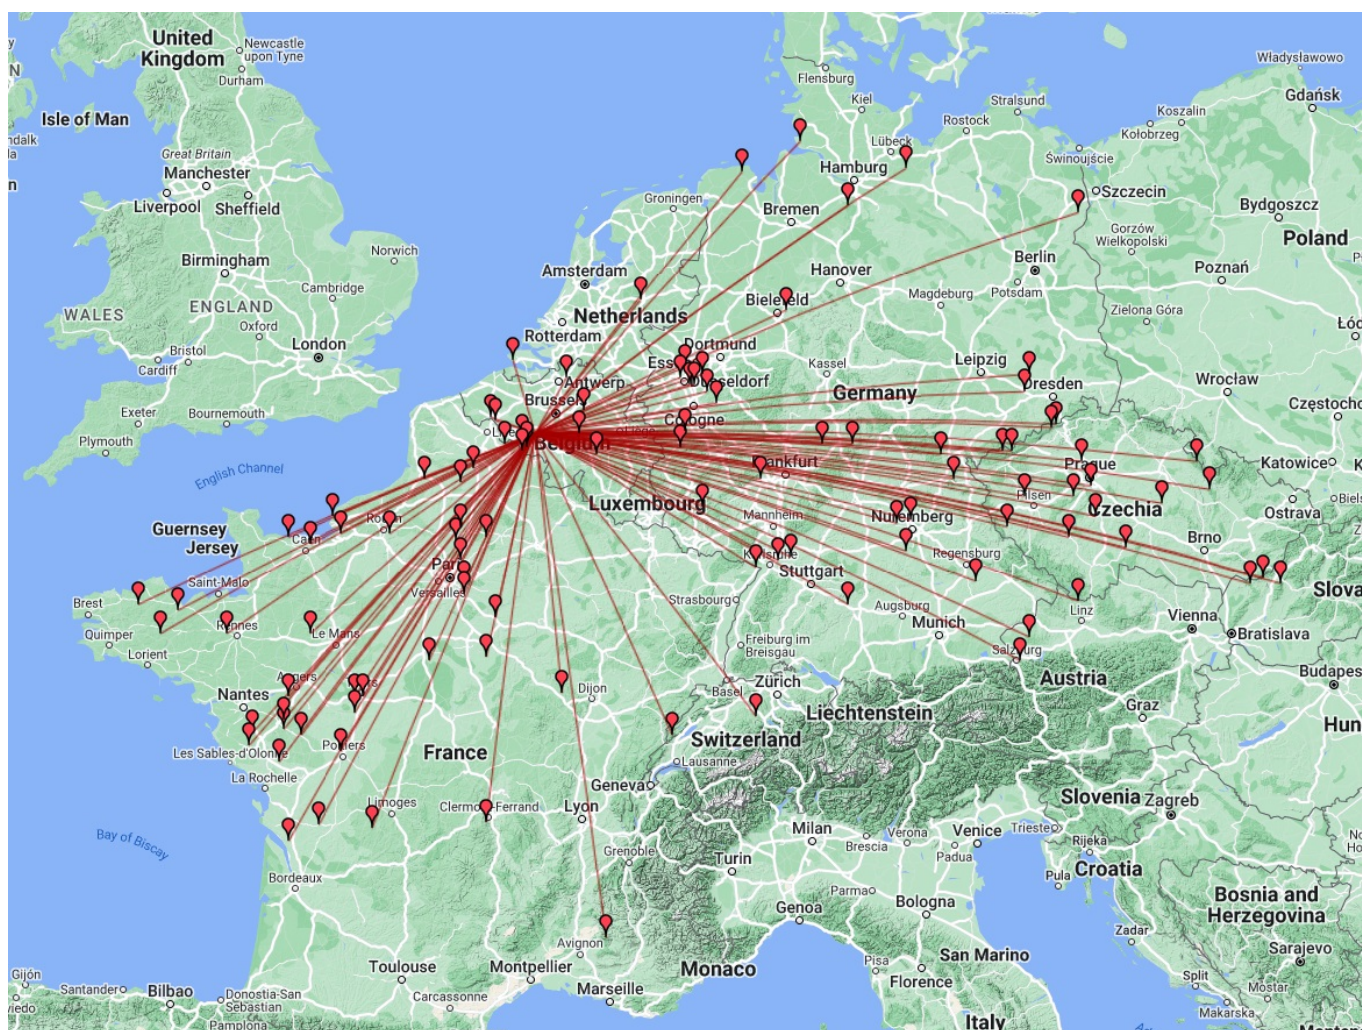 United
Kingdom
Newcastle
upon Tyne
Durham
Isle of Man
Great Britain
Manchester
Liverpool
Sheffield
Norwich
Birmingham
Cambridge
ENGLAND
WALES
Oxford
London
Bristol
Cardiff
Exeter
Bournemouth
Plymouth
English Channel
Guernsey
Jersey
Flensburg
Kiel
Stralsund
Rostock
Lübeck
Hamburg
Świnoujście
Szczecin
Koszalin
Kołobrzeg
Władysławowo
Gdańsk
Bydgoszcz
Poland
Groningen
Bremen
Gorzów
Wielkopolski
Berlin
Poznań
Amsterdam
Hanover
Potsdam
Magdeburg
Bielefeld
Zielona Góra
Netherlands
Rotterdam
Dortmund
Kassel
Leipzig
Wrocław
Antwerp
Germany
Dresden
Częstocho
Brussel
Cologne
Belgium
Frankfurt
Prague
Katowice
Luxembourg
Pilsen
Czechia
Ostrava
Mannheim
Nuremberg
Brno
Caen
Karlsruhe
Regensburg
Stuttgart
Saint-Malo
Versailles
Strasbourg
Slova
Brest
Quimper
Rennes
Le Mans
Lorient
Augsburg
Munich
Linz
Vienna
Bratislava
Freiburg im
Breisgau
Salzburg
Budapes
Nantes
Angers
Dijon
Basel
Zürich
Austria
Liechtenstein
Graz
Hun
Les Sables-d'Olonne
Poitiers
France
Switzerland
Lausanne
La Rochelle
Geneva
Limoges
Clermont-Ferrand
Lyon
Slovenia
Zagreb
Bay of
Biscay
Milan
Verona
Venice
Trieste
Brescia
Padua
Rijeka
Grenoble
Turin
Croatia
Pula
Bordeaux
Parma
Bologna
Bosnia and
Herzegovina
Genoa
Avignon
Zadar
San Marino
Sarajevo
Toulouse
Montpellier
Monaco
Pisa
Florence
Split
Mostar
Gijón
Santander
Bilbao
Donostia-San
Sebastián
Carcassonne
Marseille
Makarska
Pamplona
Italy